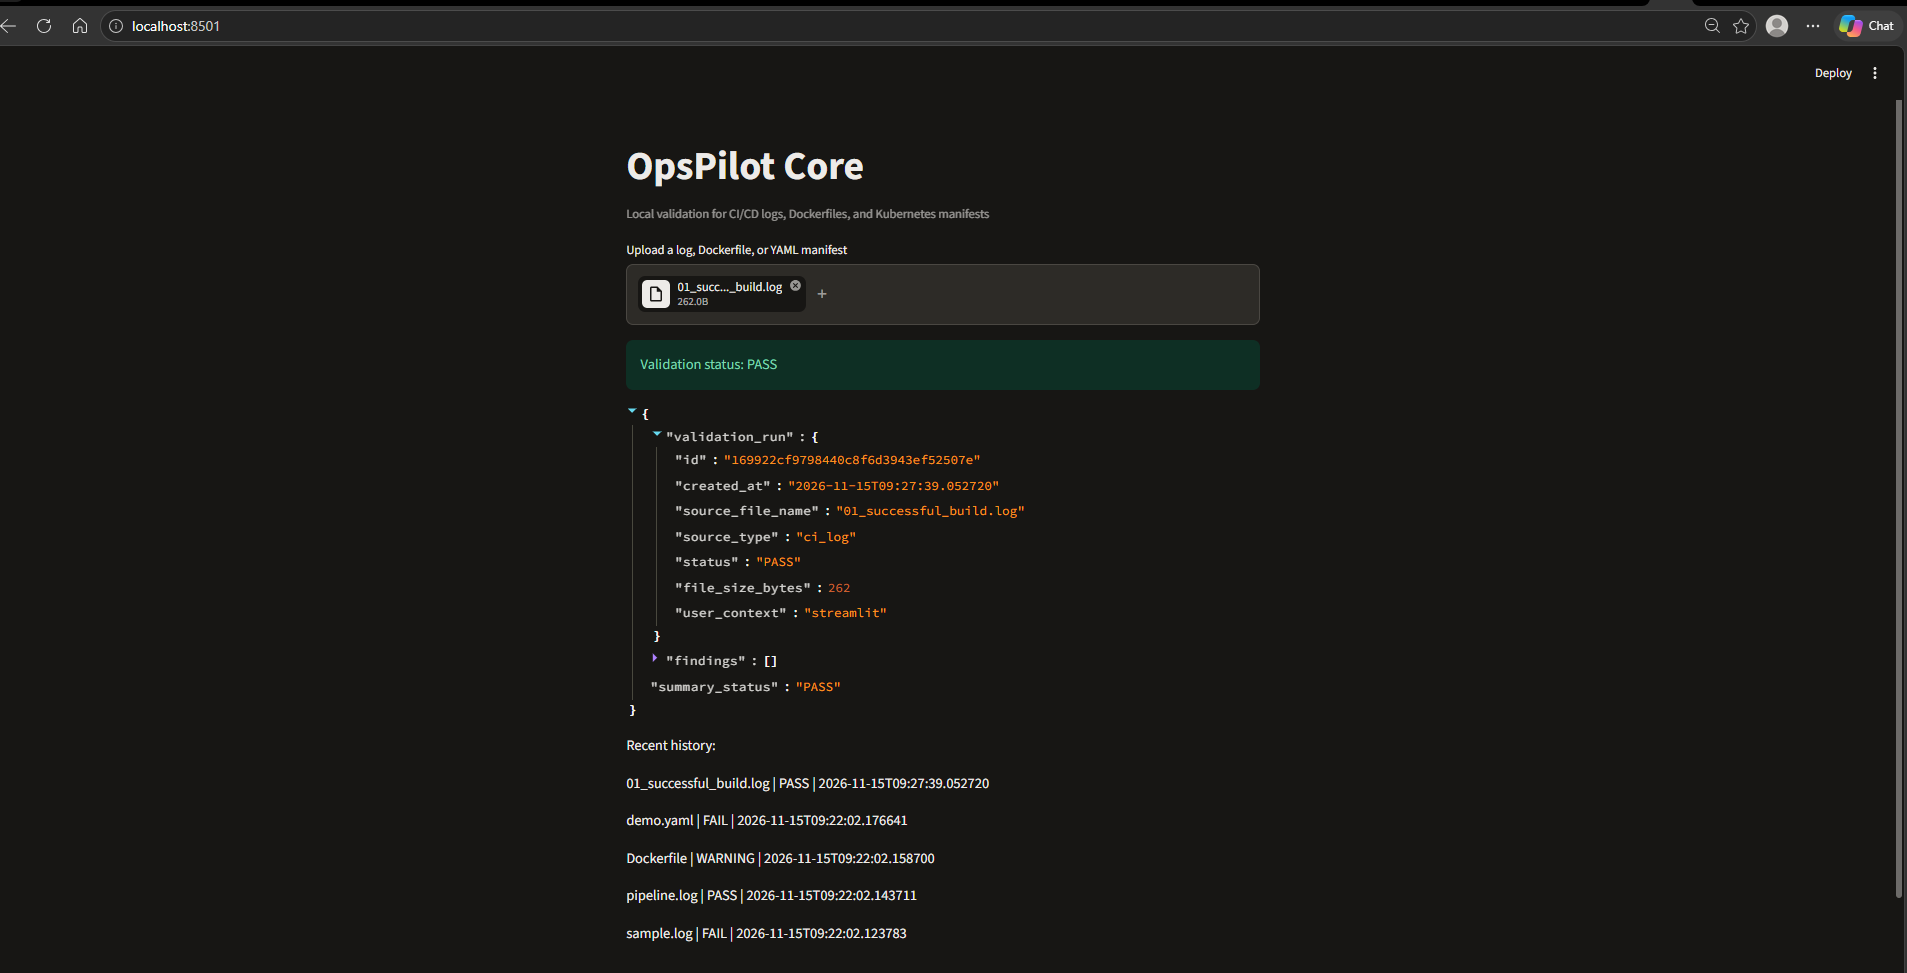 localhost:8501
Chat
Deploy
OpsPilot Core
Local validation for CI/CD logs, Dockerfiles, and Kubernetes manifests
Upload a log, Dockerfile, or YAML manifest
01_succ..._build.log
262.0B
Validation status: PASS
{
"validation_run" : {
"id" : "169922cf9798440c8f6d3943ef52507e"
"created_at" : "2026-11-15T09:27:39.052720"
"source_file_name" : "01_successful_build.log"
"source_type" : "ci_log"
"status" : "PASS"
"file_size_bytes" : 262
"user_context" : "streamlit"
}
"findings" : []
"summary_status" : "PASS"
}
Recent history:
01_successful_build.log | PASS | 2026-11-15T09:27:39.052720
demo.yaml | FAIL | 2026-11-15T09:22:02.176641
Dockerfile | WARNING | 2026-11-15T09:22:02.158700
pipeline.log | PASS | 2026-11-15T09:22:02.143711
sample.log | FAIL | 2026-11-15T09:22:02.123783